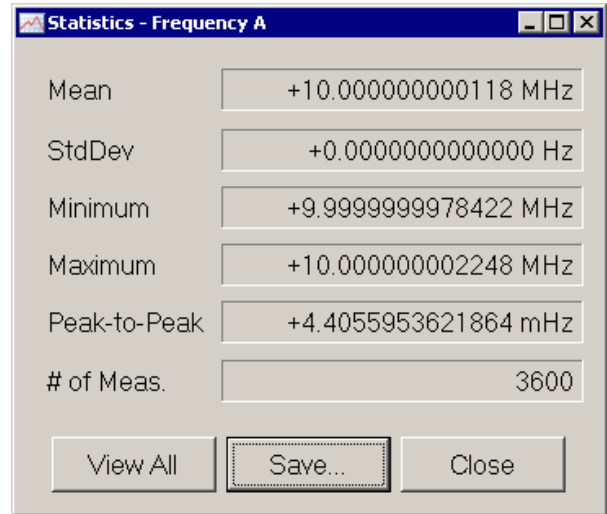 Statistics - Frequency A
Mean +10.000000000118 MHz
StdDev +0.0000000000000 Hz
Minimum +9.9999999978422 MHz
Maximum +10.000000002248 MHz
Peak-to-Peak +4.4055953621864 mHz
# of Meas. 3600
View All Save... Close